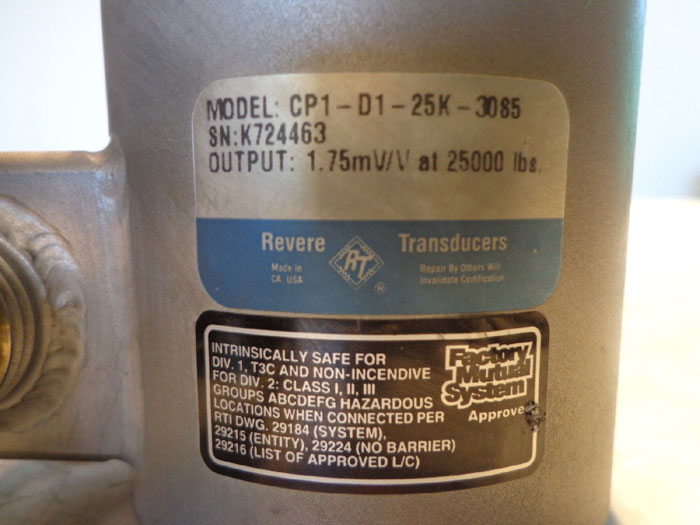 MODEL: CP1-D1-25K-3085
SN:K724463
OUTPUT: 1.75mV/V at 25000 lbs.
Revere RT Transducers
Made in
CA. USA
Repair By Others Will
Invalidate Certification
®
INTRINSICALLY SAFE FOR
DIV. 1, T3C AND NON-INCENDIVE
FOR DIV. 2: CLASS I, II, III
GROUPS ABCDEFG HAZARDOUS
LOCATIONS WHEN CONNECTED PER
RTI DWG. 29184 (SYSTEM),
29215 (ENTITY), 29224 (NO BARRIER)
29216 (LIST OF APPROVED L/C)
Factory
Mutual
System
Approved